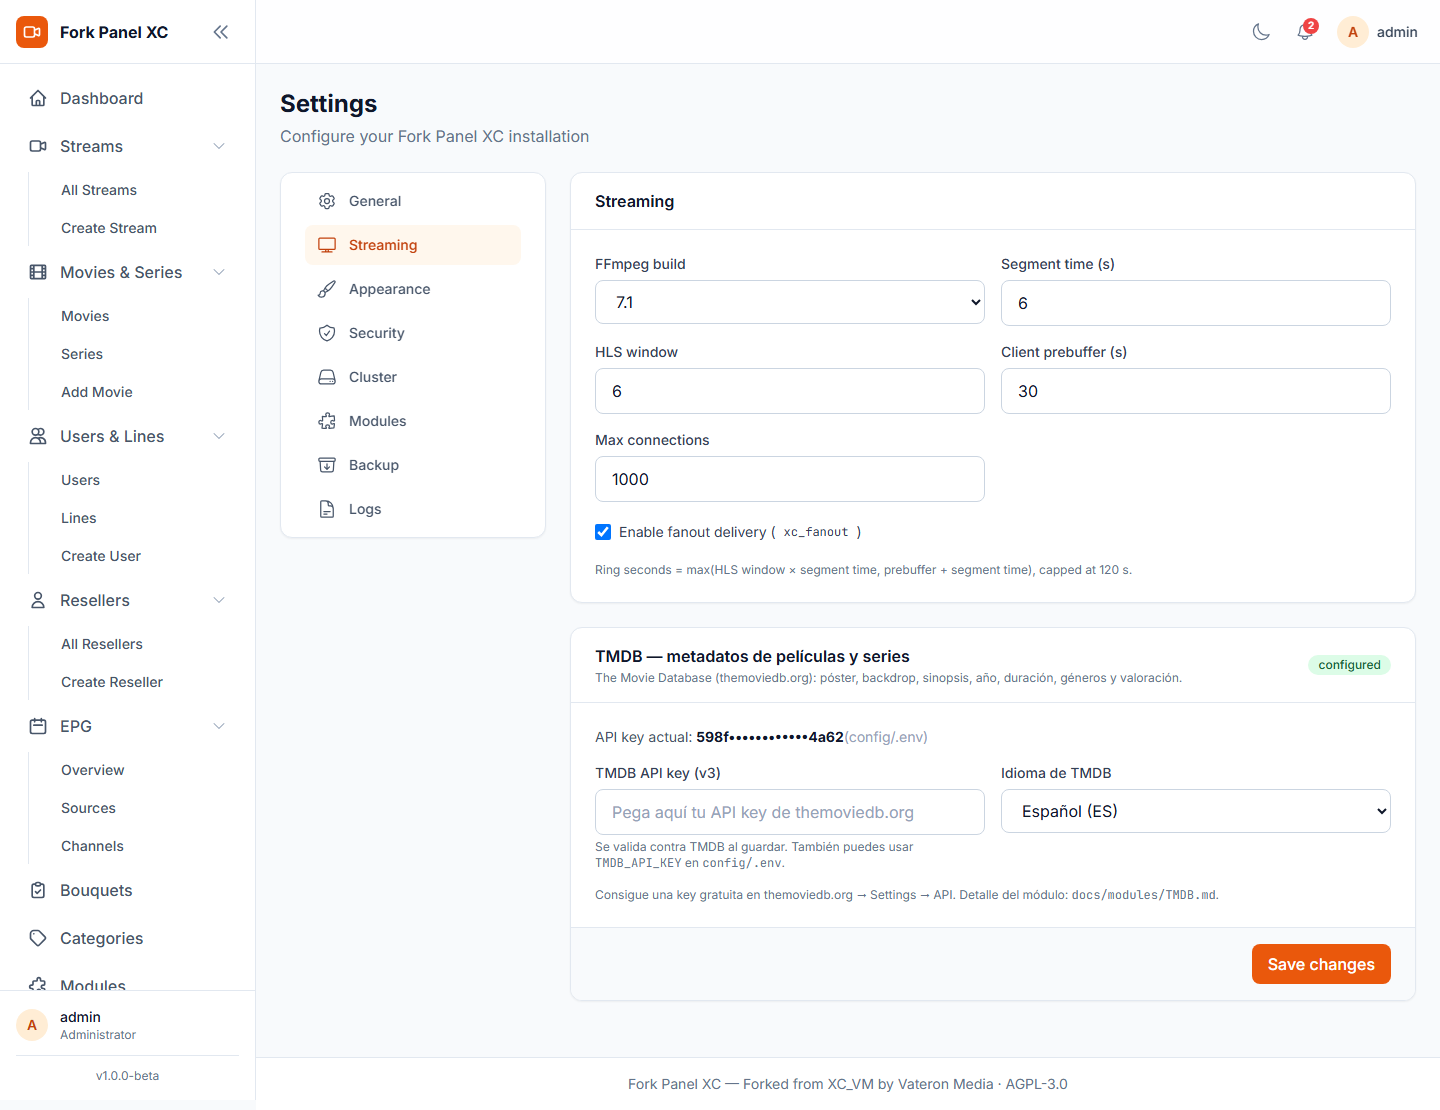 Fork Panel XC
2
A
admin
Dashboard
Streams
All Streams
Create Stream
Movies & Series
Movies
Series
Add Movie
Users & Lines
Users
Lines
Create User
Resellers
All Resellers
Create Reseller
EPG
Overview
Sources
Channels
Bouquets
Categories
Modules
A
admin
Administrator
v1.0.0-beta
Settings
Configure your Fork Panel XC installation
General
Streaming
Appearance
Security
Cluster
Modules
Backup
Logs
Streaming
FFmpeg build
7.1
Segment time (s)
6
HLS window
6
Client prebuffer (s)
30
Max connections
1000
Enable fanout delivery ( xc_fanout )
Ring seconds = max(HLS window × segment time, prebuffer + segment time), capped at 120 s.
TMDB — metadatos de películas y series
The Movie Database (themoviedb.org): póster, backdrop, sinopsis, año, duración, géneros y valoración.
configured
API key actual: 598f••••••••••••4a62(config/.env)
TMDB API key (v3)
Pega aquí tu API key de themoviedb.org
Se valida contra TMDB al guardar. También puedes usar
TMDB_API_KEY en config/.env.
Idioma de TMDB
Español (ES)
Consigue una key gratuita en themoviedb.org → Settings → API. Detalle del módulo: docs/modules/TMDB.md.
Save changes
Fork Panel XC — Forked from XC_VM by Vateron Media · AGPL-3.0